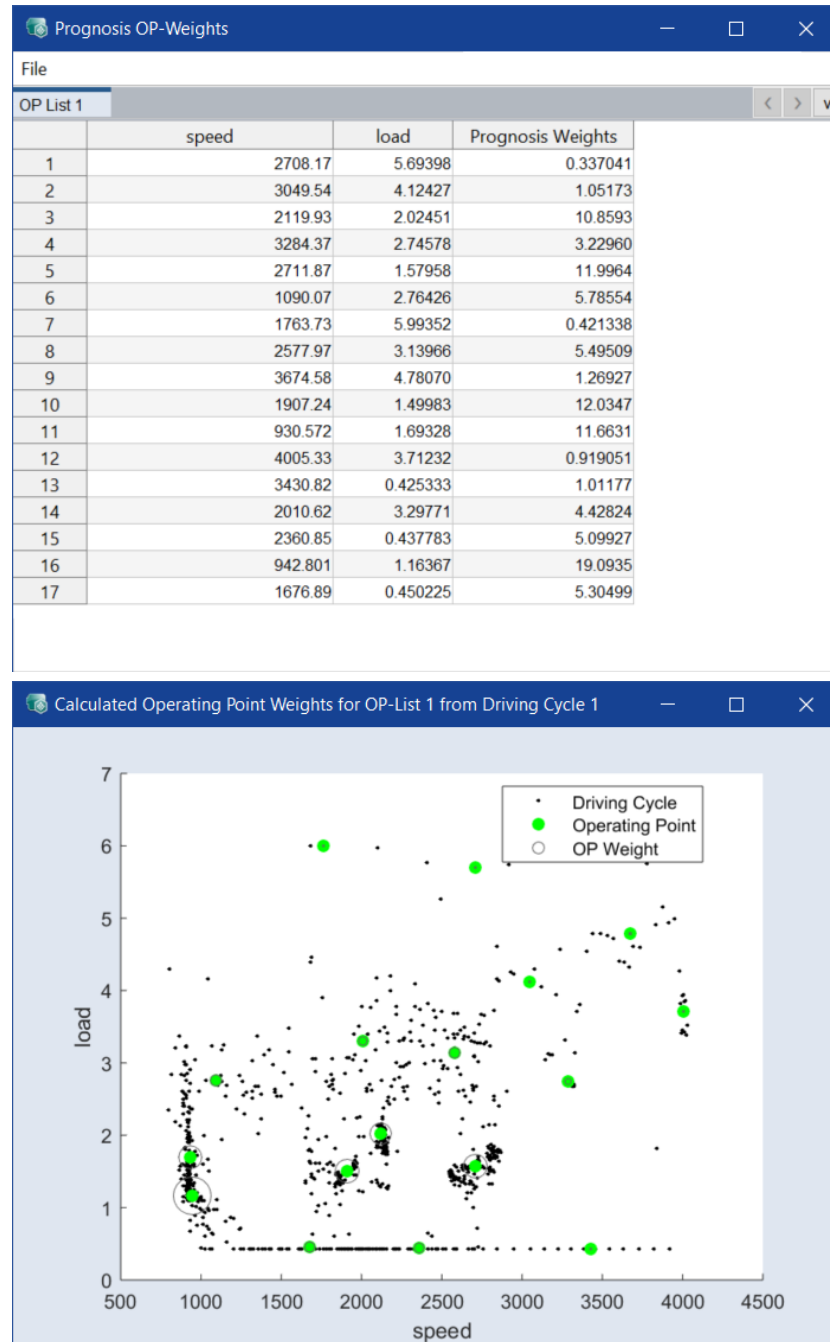 Prognosis OP-Weights
File
OP List 1
speed load Prognosis Weights
1 2708.17 5.69398 0.337041
2 3049.54 4.12427 1.05173
3 2119.93 2.02451 10.8593
4 3284.37 2.74578 3.22960
5 2711.87 1.57958 11.9964
6 1090.07 2.76426 5.78554
7 1763.73 5.99352 0.421338
8 2577.97 3.13966 5.49509
9 3674.58 4.78070 1.26927
10 1907.24 1.49983 12.0347
11 930.572 1.69328 11.6631
12 4005.33 3.71232 0.919051
13 3430.82 0.425333 1.01177
14 2010.62 3.29771 4.42824
15 2360.85 0.437783 5.09927
16 942.801 1.16367 19.0935
17 1676.89 0.450225 5.30499
Calculated Operating Point Weights for OP-List 1 from Driving Cycle 1
7
6
5
4
3
2
1
0
load
Driving Cycle
Operating Point
OP Weight
500 1000 1500 2000 2500 3000 3500 4000 4500
speed